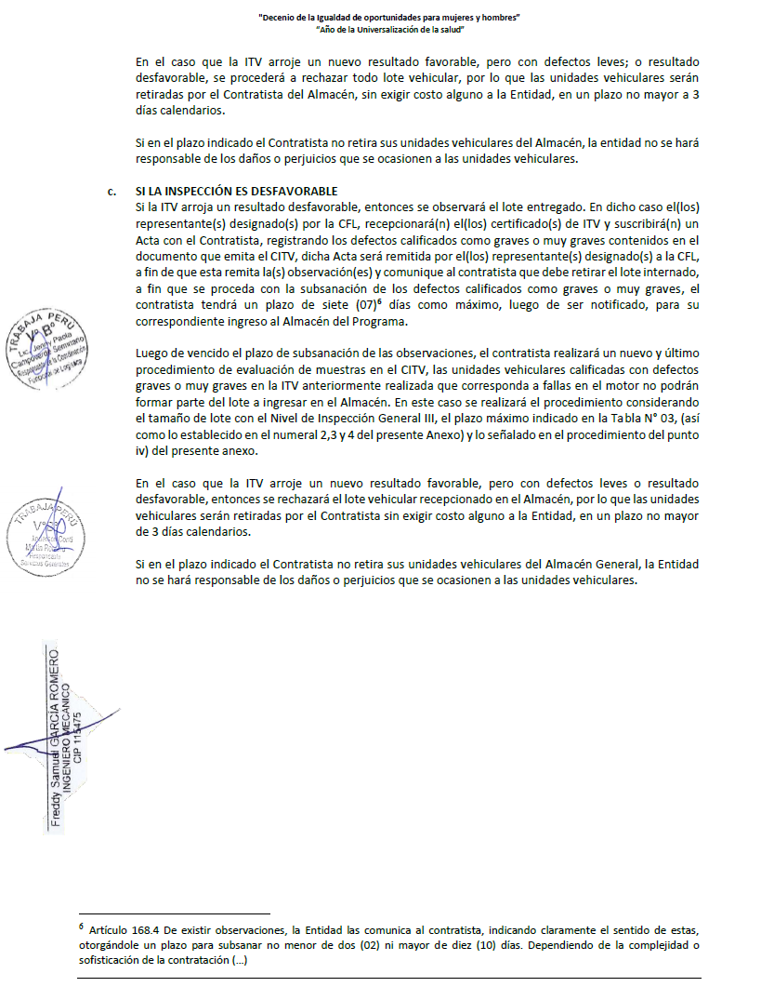 "Decenio de la Igualdad de oportunidades para mujeres y hombres"
"Año de la Universalización de la salud"
En el caso que la ITV arroje un nuevo resultado favorable, pero con defectos leves; o resultado
desfavorable, se procederá a rechazar todo lote vehicular, por lo que las unidades vehiculares serán
retiradas por el Contratista del Almacén, sin exigir costo alguno a la Entidad, en un plazo no mayor a 3
días calendarios.
Si en el plazo indicado el Contratista no retira sus unidades vehiculares del Almacén, la entidad no se hará
responsable de los daños o perjuicios que se ocasionen a las unidades vehiculares.
c. SI LA INSPECCIÓN ES DESFAVORABLE
Si la ITV arroja un resultado desfavorable, entonces se observará el lote entregado. En dicho caso el(los)
representante(s) designado(s) por la CFL, recepcionará(n) el(los) certificado(s) de ITV y suscribirá(n) un
Acta con el Contratista, registrando los defectos calificados como graves o muy graves contenidos en el
documento que emita el CITV, dicha Acta será remitida por el(los) representante(s) designado(s) a la CFL,
a fin de que esta remita la(s) observación(es) y comunique al contratista que debe retirar el lote internado,
a fin que se proceda con la subsanación de los defectos calificados como graves o muy graves, el
contratista tendrá un plazo de siete (07)⁶ días como máximo, luego de ser notificado, para su
correspondiente ingreso al Almacén del Programa.
TRABAJA PERÚ
V° B°
Lic. Jenny Paola
Campoverde Seminario
Responsable de la Coordinación
Funcional de Logística
Luego de vencido el plazo de subsanación de las observaciones, el contratista realizará un nuevo y último
procedimiento de evaluación de muestras en el CITV, las unidades vehiculares calificadas con defectos
graves o muy graves en la ITV anteriormente realizada que corresponda a fallas en el motor no podrán
formar parte del lote a ingresar en el Almacén. En este caso se realizará el procedimiento considerando
el tamaño de lote con el Nivel de Inspección General III, el plazo máximo indicado en la Tabla N° 03, (así
como lo establecido en el numeral 2,3 y 4 del presente Anexo) y lo señalado en el procedimiento del punto
iv) del presente anexo.
En el caso que la ITV arroje un nuevo resultado favorable, pero con defectos leves o resultado
desfavorable, entonces se rechazará el lote vehicular recepcionado en el Almacén, por lo que las unidades
vehiculares serán retiradas por el Contratista sin exigir costo alguno a la Entidad, en un plazo no mayor
de 3 días calendarios.
TRABAJA PERÚ
V° B°
Responsable
Servicios Generales
Si en el plazo indicado el Contratista no retira sus unidades vehiculares del Almacén General, la Entidad
no se hará responsable de los daños o perjuicios que se ocasionen a las unidades vehiculares.
Freddy Samuel GARCÍA ROMERO
INGENIERO MECANICO
CIP 115475
⁶ Artículo 168.4 De existir observaciones, la Entidad las comunica al contratista, indicando claramente el sentido de estas,
otorgándole un plazo para subsanar no menor de dos (02) ni mayor de diez (10) días. Dependiendo de la complejidad o
sofisticación de la contratación (...)